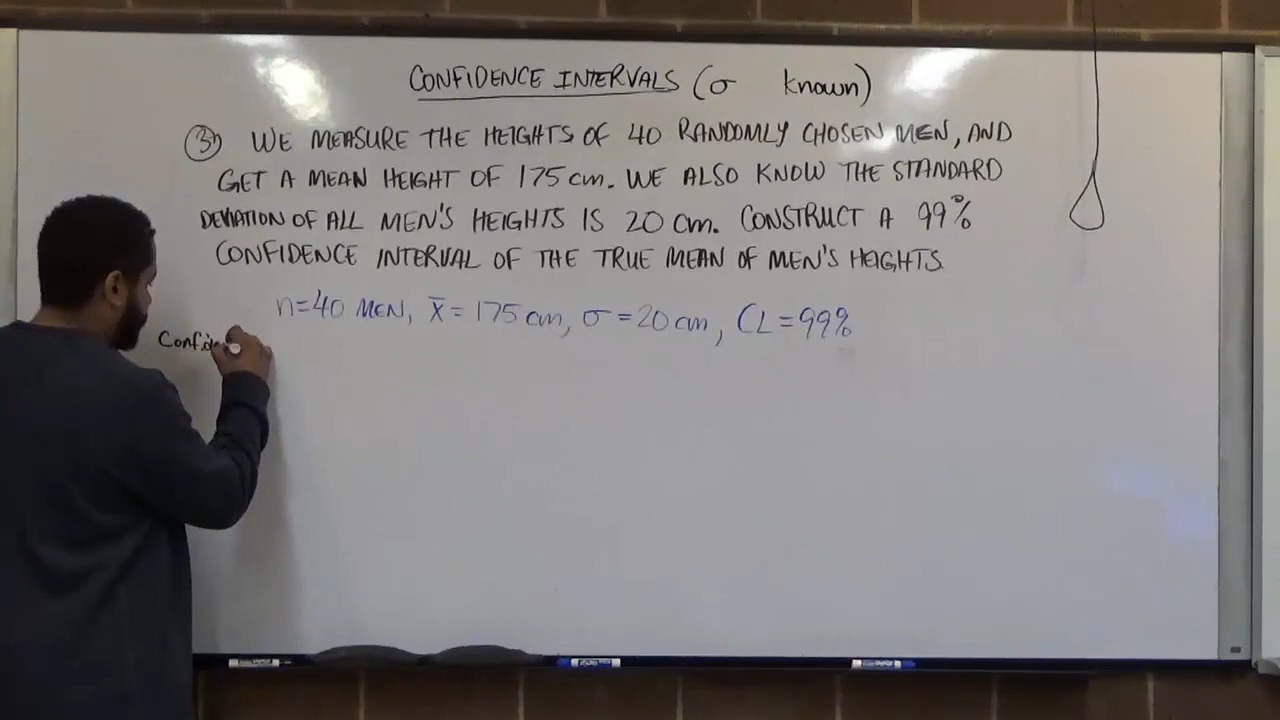 CONFIDENCE INTERVALS (σ known)
③ WE MEASURE THE HEIGHTS OF 40 RANDOMLY CHOSEN MEN, AND
GET A MEAN HEIGHT OF 175 cm. WE ALSO KNOW THE STANDARD
DEVIATION OF ALL MEN'S HEIGHTS IS 20 cm. CONSTRUCT A 99%
CONFIDENCE INTERVAL OF THE TRUE MEAN OF MEN'S HEIGHTS.
n=40 MEN, x̄ = 175 cm, σ = 20 cm, CL = 99%
Confide